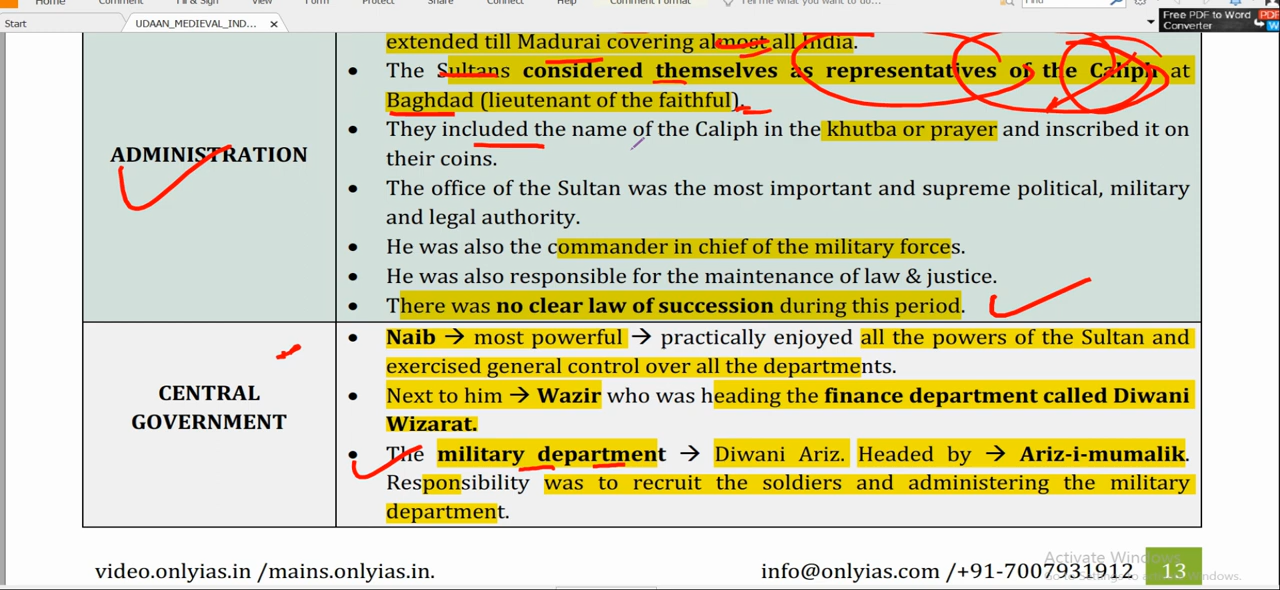 Home Comment Fill & Sign View Form Protect Share Connect Help Comment Format Tell me what you want to do... Find
Start UDAAN_MEDIEVAL_IND... ×
Free PDF to Word
Converter
extended till Madurai covering almost all India.
• The Sultans considered themselves as representatives of the Caliph at
Baghdad (lieutenant of the faithful).
• They included the name of the Caliph in the khutba or prayer and inscribed it on
their coins.
ADMINISTRATION
• The office of the Sultan was the most important and supreme political, military
and legal authority.
• He was also the commander in chief of the military forces.
• He was also responsible for the maintenance of law & justice.
• There was no clear law of succession during this period.
CENTRAL
GOVERNMENT
• Naib → most powerful → practically enjoyed all the powers of the Sultan and
exercised general control over all the departments.
• Next to him → Wazir who was heading the finance department called Diwani
Wizarat.
• The military department → Diwani Ariz. Headed by → Ariz-i-mumalik.
Responsibility was to recruit the soldiers and administering the military
department.
video.onlyias.in /mains.onlyias.in. info@onlyias.com /+91-7007931912 13
Activate Windows
Go to Settings to activate Windows.